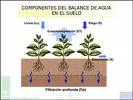 COMPONENTES DEL BALANCE DE AGUA
EN EL SUELO
Lluvia (LL)
Riego (R)
Evapotranspiración (ET)
Filtración profunda (Fp)